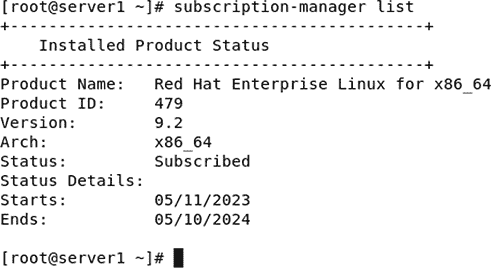 [root@server1 ~]# subscription-manager list
+-------------------------------------------+
    Installed Product Status
+-------------------------------------------+
Product Name:   Red Hat Enterprise Linux for x86_64
Product ID:     479
Version:        9.2
Arch:           x86_64
Status:         Subscribed
Status Details:
Starts:         05/11/2023
Ends:           05/10/2024
[root@server1 ~]#